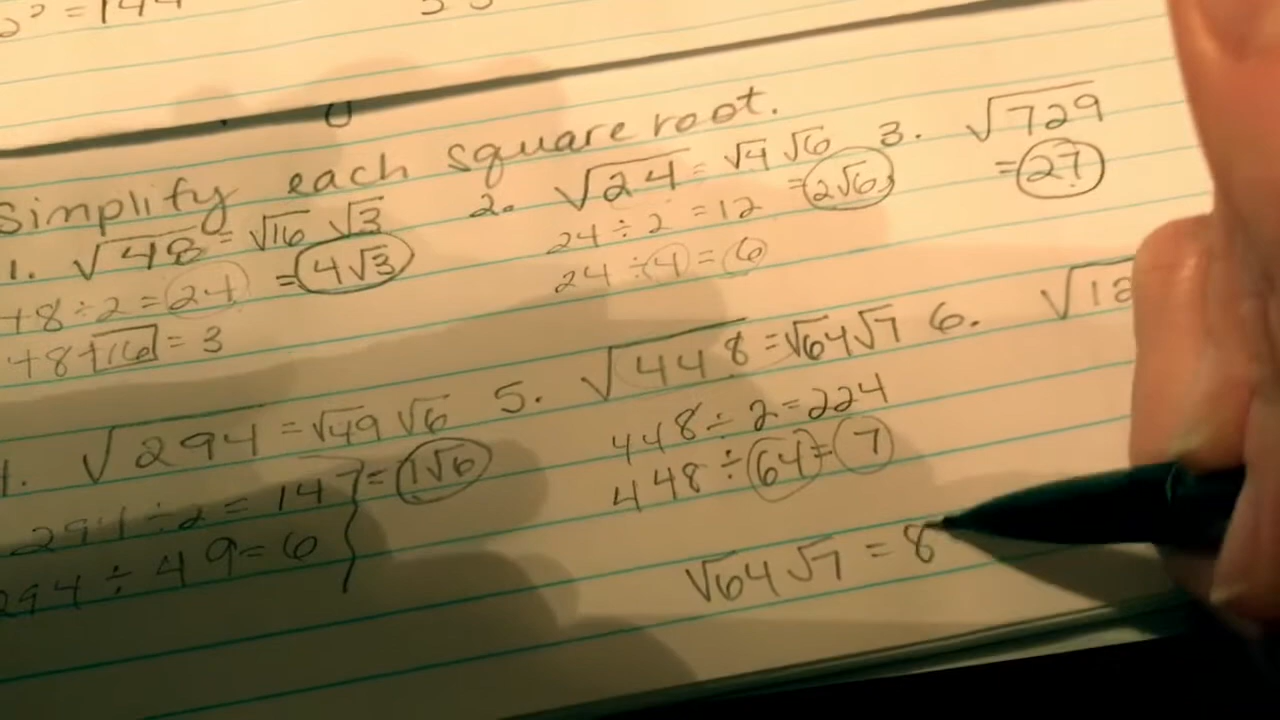 2² = 144
Simplify each square root.
1. √48 = √16 √3
= 4√3
48 ÷ 2 = 24
48 ÷ 16 = 3
2. √24 = √4 √6
= 2√6
24 ÷ 2 = 12
24 ÷ 4 = 6
3. √729
= 27
4. √294 = √49 √6
294 ÷ 2 = 147
= 7√6
294 ÷ 49 = 6
5. √448 = √64 √7
448 ÷ 2 = 224
448 ÷ 64 = 7
√64 √7 = 8
6. √12